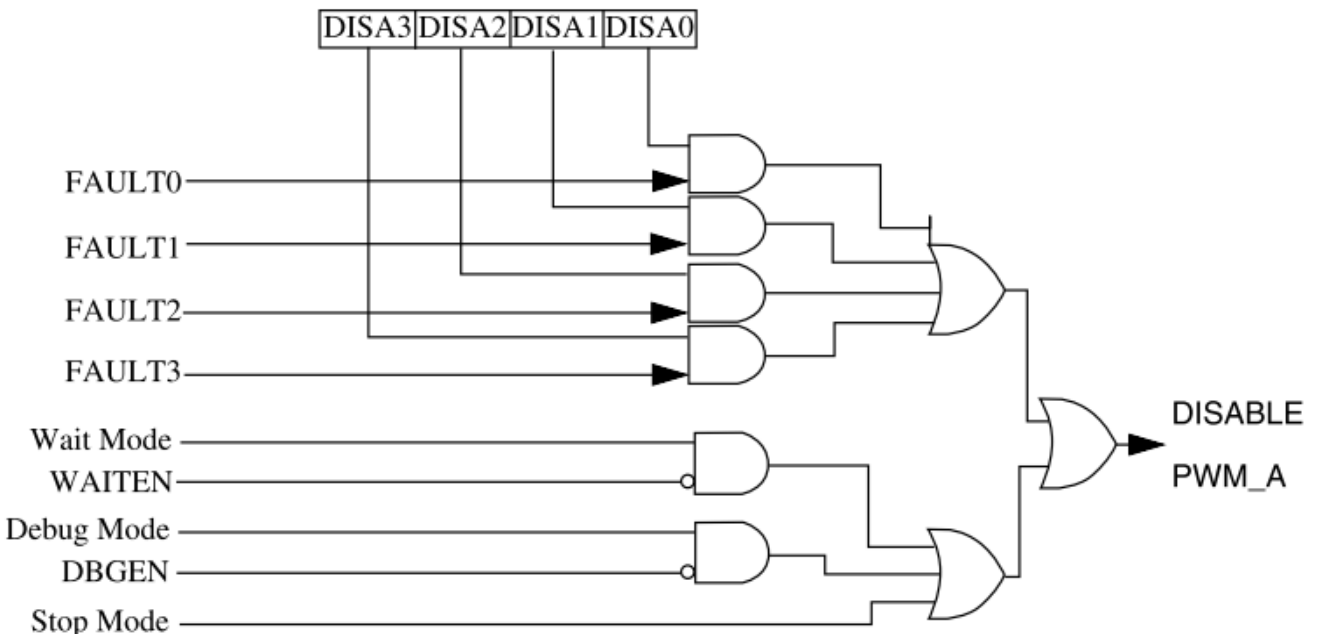 DISA3 DISA2 DISA1 DISA0
FAULT0
FAULT1
FAULT2
FAULT3
Wait Mode
WAITEN
Debug Mode
DBGEN
Stop Mode
DISABLE
PWM_A